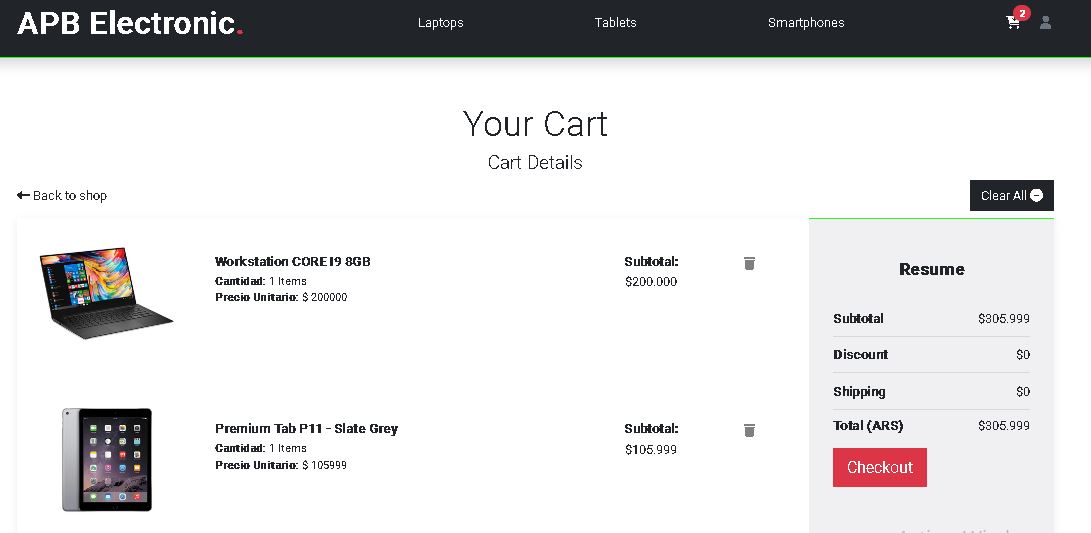 APB Electronic.
Laptops
Tablets
Smartphones
2
Your Cart
Cart Details
Back to shop
Clear All
Workstation CORE I9 8GB
Cantidad: 1 Items
Precio Unitario: $ 200000
Subtotal:
$200.000
Premium Tab P11 - Slate Grey
Cantidad: 1 Items
Precio Unitario: $ 105999
Subtotal:
$105.999
Resume
Subtotal $305.999
Discount $0
Shipping $0
Total (ARS) $305.999
Checkout